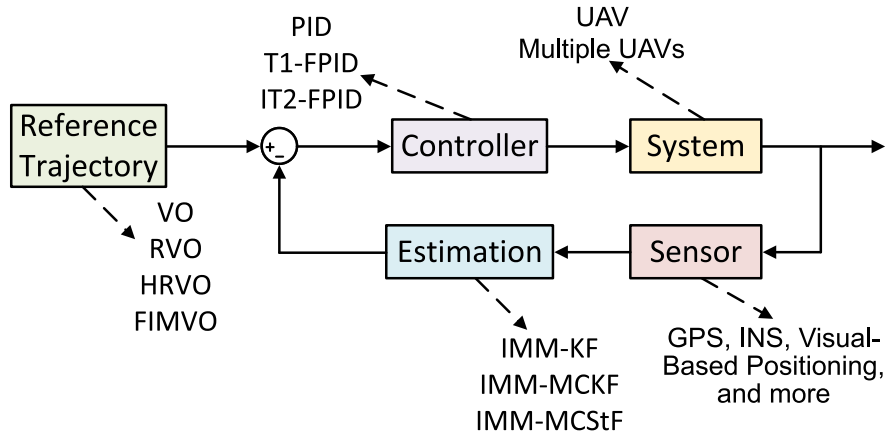 PID
T1-FPID
IT2-FPID
UAV
Multiple UAVs
Reference
Trajectory
+
−
Controller
System
VO
RVO
HRVO
FIMVO
Estimation
Sensor
IMM-KF
IMM-MCKF
IMM-MCStF
GPS, INS, Visual-
Based Positioning,
and more